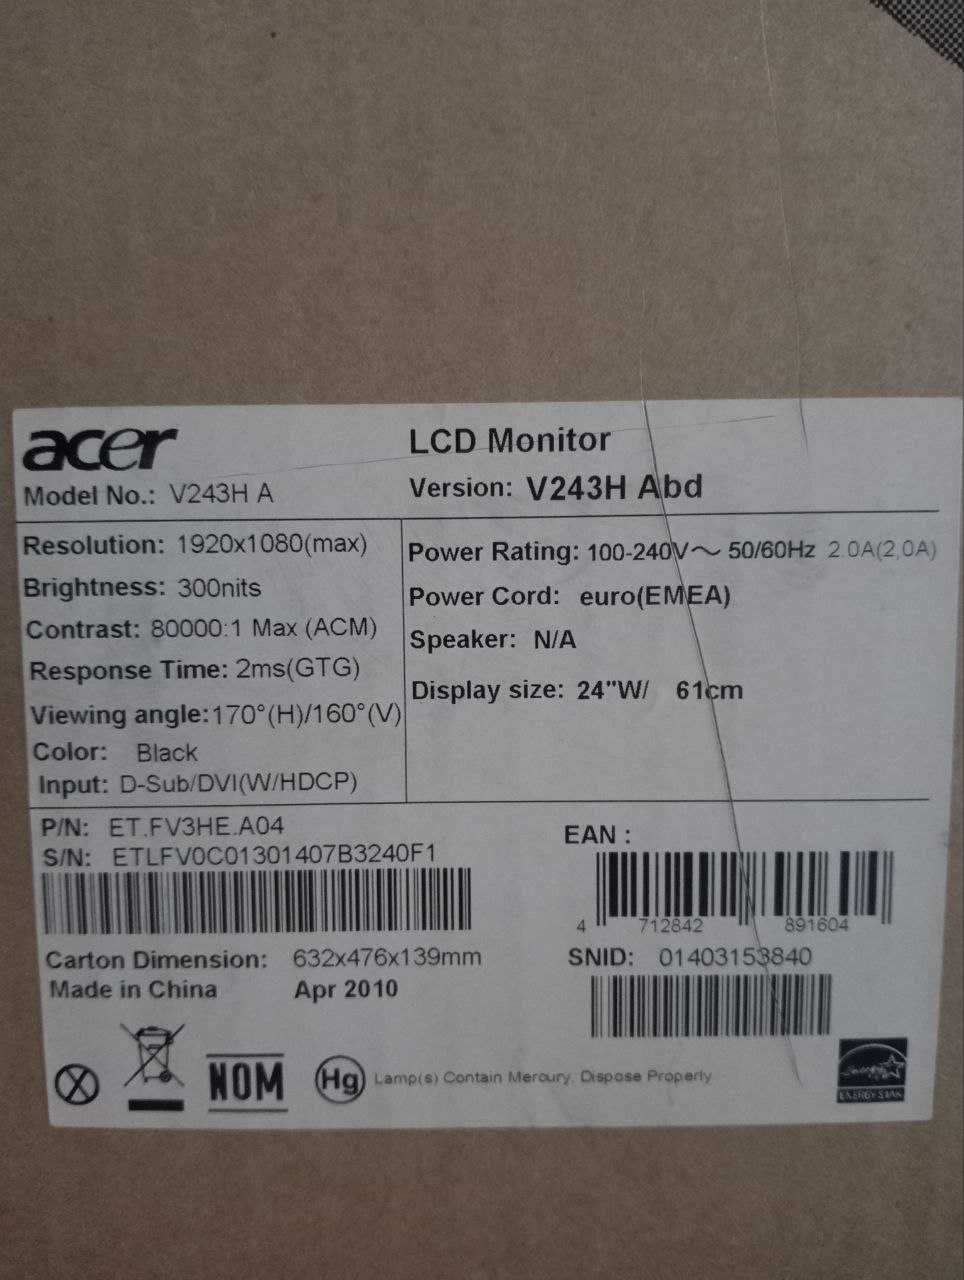 acer
LCD Monitor
Model No.: V243H A
Version: V243H Abd
Resolution: 1920x1080(max)
Brightness: 300nits
Contrast: 80000:1 Max (ACM)
Response Time: 2ms(GTG)
Viewing angle:170°(H)/160°(V)
Color: Black
Input: D-Sub/DVI(W/HDCP)
Power Rating: 100-240V～ 50/60Hz 2.0A(2,0A)
Power Cord: euro(EMEA)
Speaker: N/A
Display size: 24"W/ 61cm
P/N: ET.FV3HE.A04
S/N: ETLFV0C01301407B3240F1
EAN :
4 712842 891604
Carton Dimension: 632x476x139mm
Made in China Apr 2010
SNID: 01403153840
NOM
Hg Lamp(s) Contain Mercury, Dispose Properly
energy
ENERGY STAR